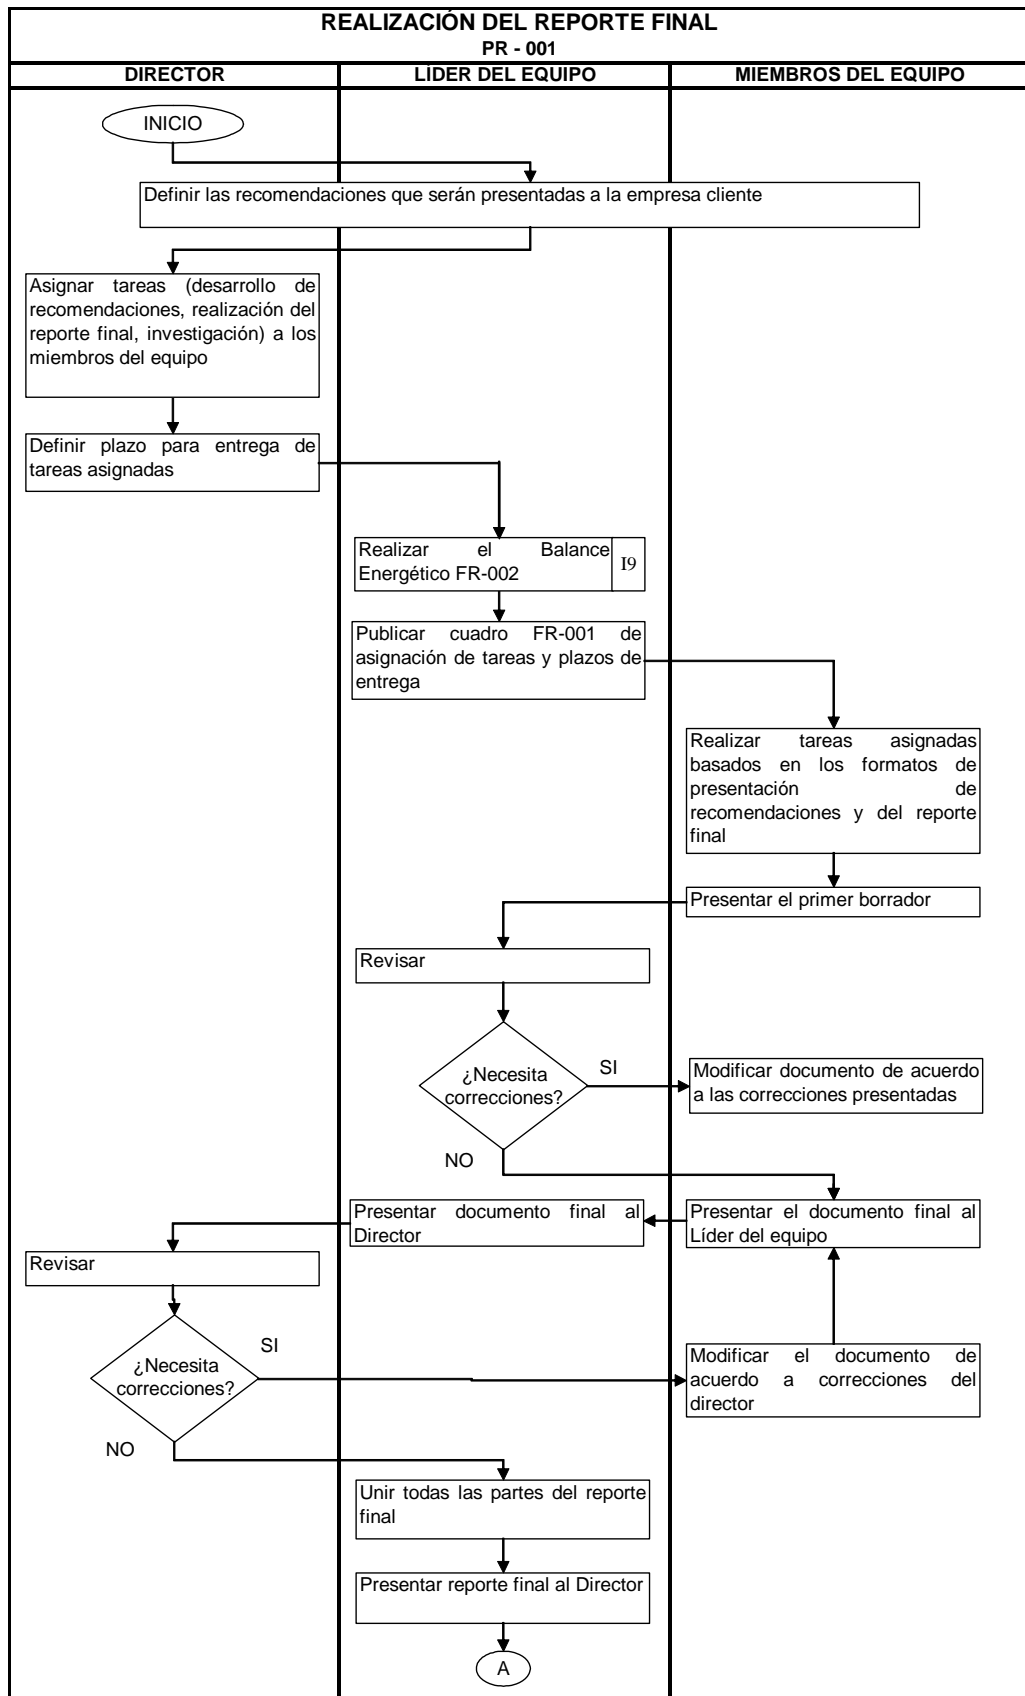 REALIZACIÓN DEL REPORTE FINAL
PR - 001
DIRECTOR
LÍDER DEL EQUIPO
MIEMBROS DEL EQUIPO
INICIO
Definir las recomendaciones que serán presentadas a la empresa cliente
Asignar tareas (desarrollo de
recomendaciones, realización del
reporte final, investigación) a los
miembros del equipo
Definir plazo para entrega de
tareas asignadas
Realizar el Balance
Energético FR-002
I9
Publicar cuadro FR-001 de
asignación de tareas y plazos de
entrega
Realizar tareas asignadas
basados en los formatos de
presentación de
recomendaciones y del reporte
final
Presentar el primer borrador
Revisar
¿Necesita
correcciones?
SI
Modificar documento de acuerdo
a las correcciones presentadas
NO
Presentar documento final al
Director
Presentar el documento final al
Líder del equipo
Revisar
¿Necesita
correcciones?
SI
Modificar el documento de
acuerdo a correcciones del
director
NO
Unir todas las partes del reporte
final
Presentar reporte final al Director
A